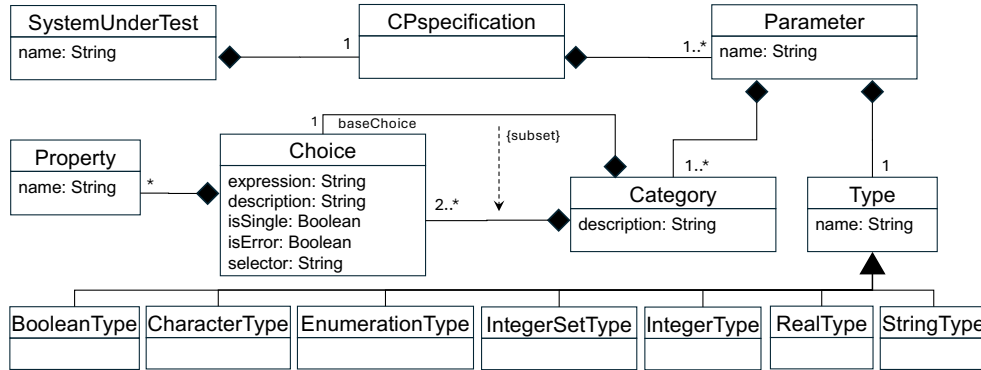 SystemUnderTest
name: String
1
CPspecification
1..*
Parameter
name: String
1
baseChoice
{subset}
Property
name: String
*
Choice
expression: String
description: String
isSingle: Boolean
isError: Boolean
selector: String
2..*
1..*
Category
description: String
1
Type
name: String
BooleanType
CharacterType
EnumerationType
IntegerSetType
IntegerType
RealType
StringType